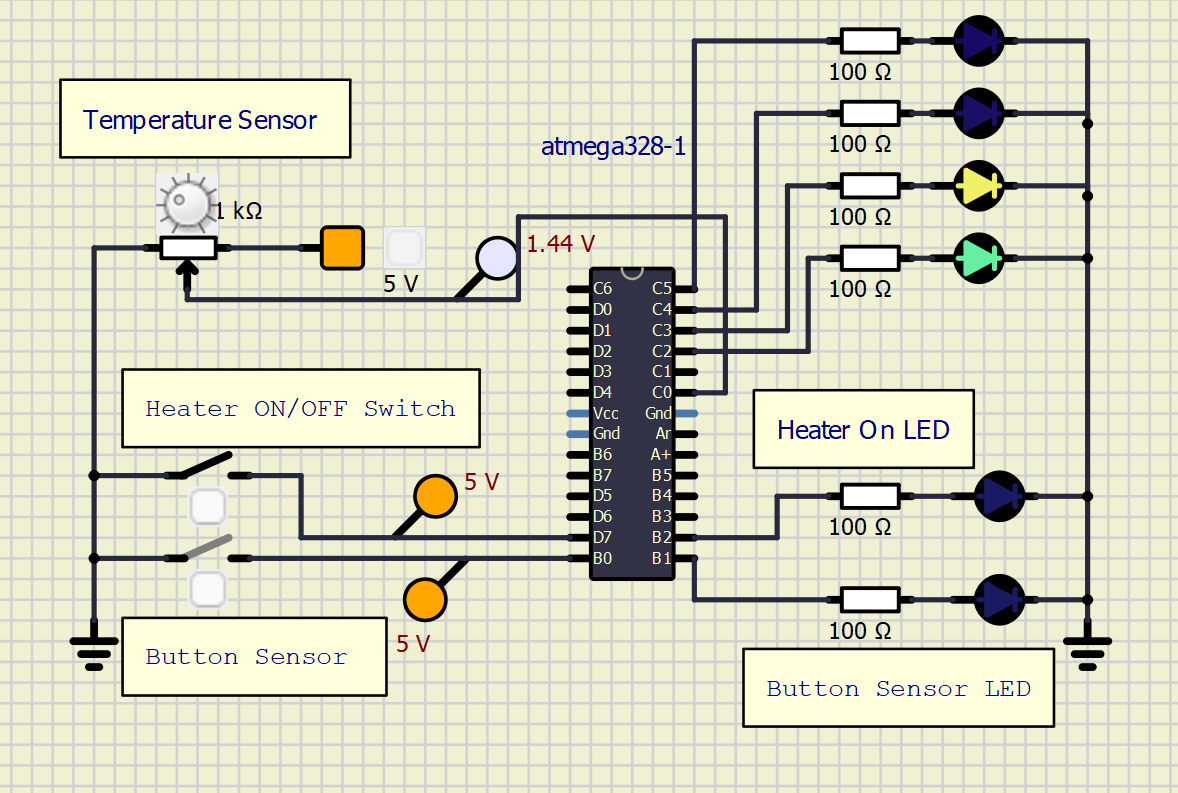 100 Ω
Temperature Sensor
100 Ω
atmega328-1
1 kΩ
100 Ω
1.44 V
5 V
100 Ω
C6 C5
D0 C4
D1 C3
D2 C2
D3 C1
D4 C0
Vcc Gnd
Gnd Ar
B6 A+
B7 B5
D5 B4
D6 B3
D7 B2
B0 B1
Heater ON/OFF Switch
Heater On LED
5 V
100 Ω
100 Ω
5 V
Button Sensor
Button Sensor LED